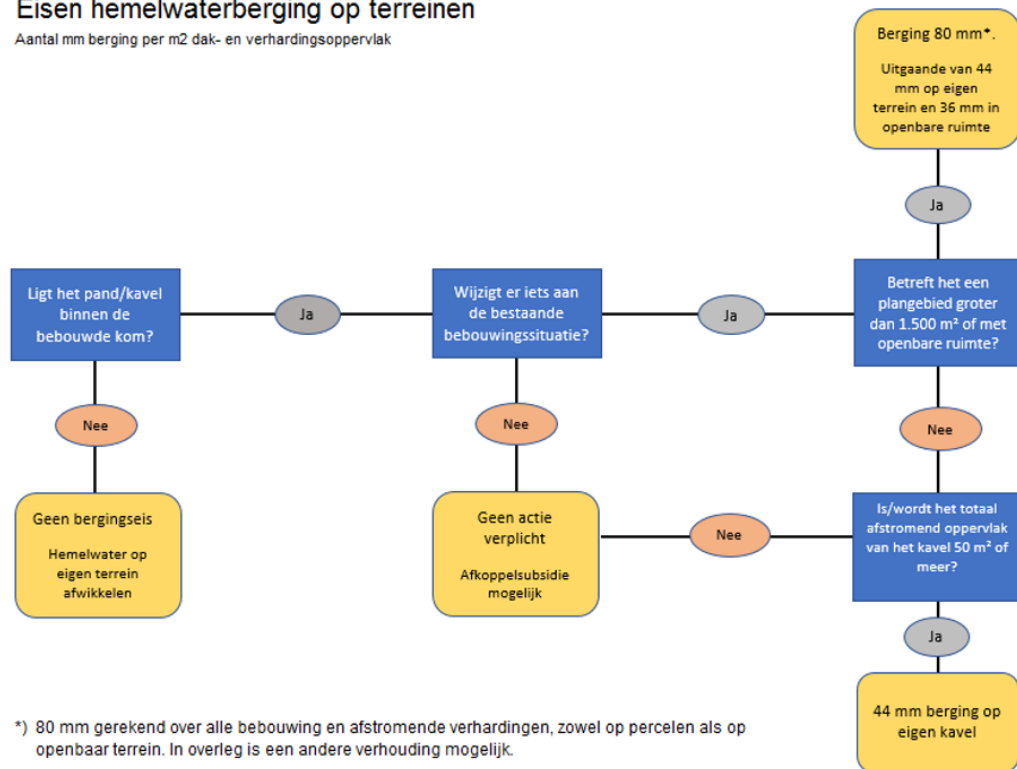 Eisen hemelwaterberging op terreinen
Aantal mm berging per m2 dak- en verhardingsoppervlak
Berging 80 mm*.
Uitgaande van 44
mm op eigen
terrein en 36 mm in
openbare ruimte
Ja
Ligt het pand/kavel
binnen de
bebouwde kom?
Ja
Wijzigt er iets aan
de bestaande
bebouwingssituatie?
Ja
Betreft het een
plangebied groter
dan 1.500 m² of met
openbare ruimte?
Nee
Nee
Nee
Geen bergingseis
Hemelwater op
eigen terrein
afwikkelen
Geen actie
verplicht
Afkoppelsubsidie
mogelijk
Nee
Is/wordt het totaal
afstromend oppervlak
van het kavel 50 m² of
meer?
Ja
44 mm berging op
eigen kavel
*) 80 mm gerekend over alle bebouwing en afstromende verhardingen, zowel op percelen als op
openbaar terrein. In overleg is een andere verhouding mogelijk.